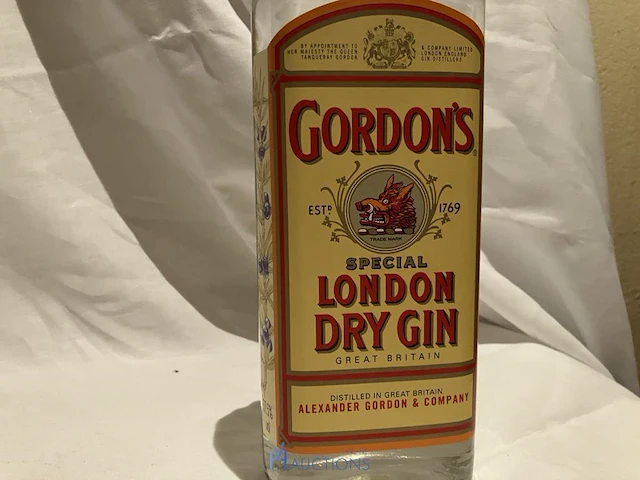 BY APPOINTMENT TO
HER MAJESTY THE QUEEN
TANQUERAY GORDON
& COMPANY LIMITED
LONDON ENGLAND
GIN DISTILLERS
GORDON'S
ESTD 1769
TRADE MARK
SPECIAL
LONDON
DRY GIN
GREAT BRITAIN
DISTILLED IN GREAT BRITAIN
ALEXANDER GORDON & COMPANY
AUCTIONS